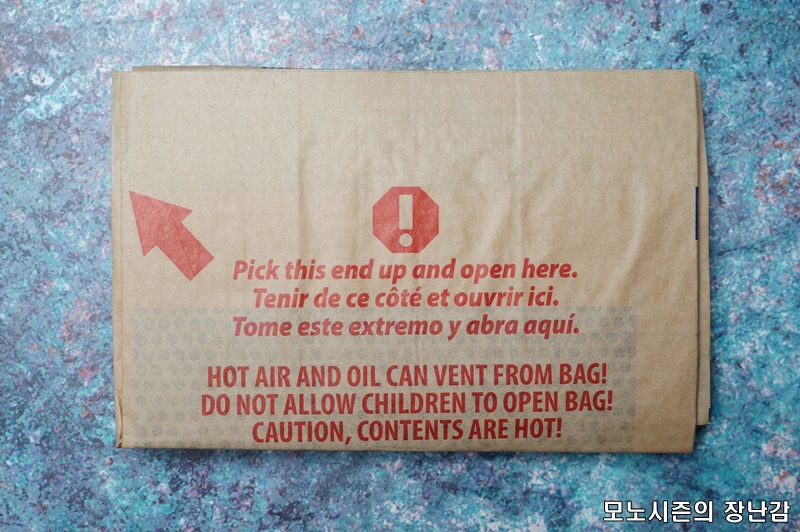 Pick this end up and open here.
Tenir de ce côté et ouvrir ici.
Tome este extremo y abra aquí.
HOT AIR AND OIL CAN VENT FROM BAG!
DO NOT ALLOW CHILDREN TO OPEN BAG!
CAUTION, CONTENTS ARE HOT!
모노시즌의 장난감